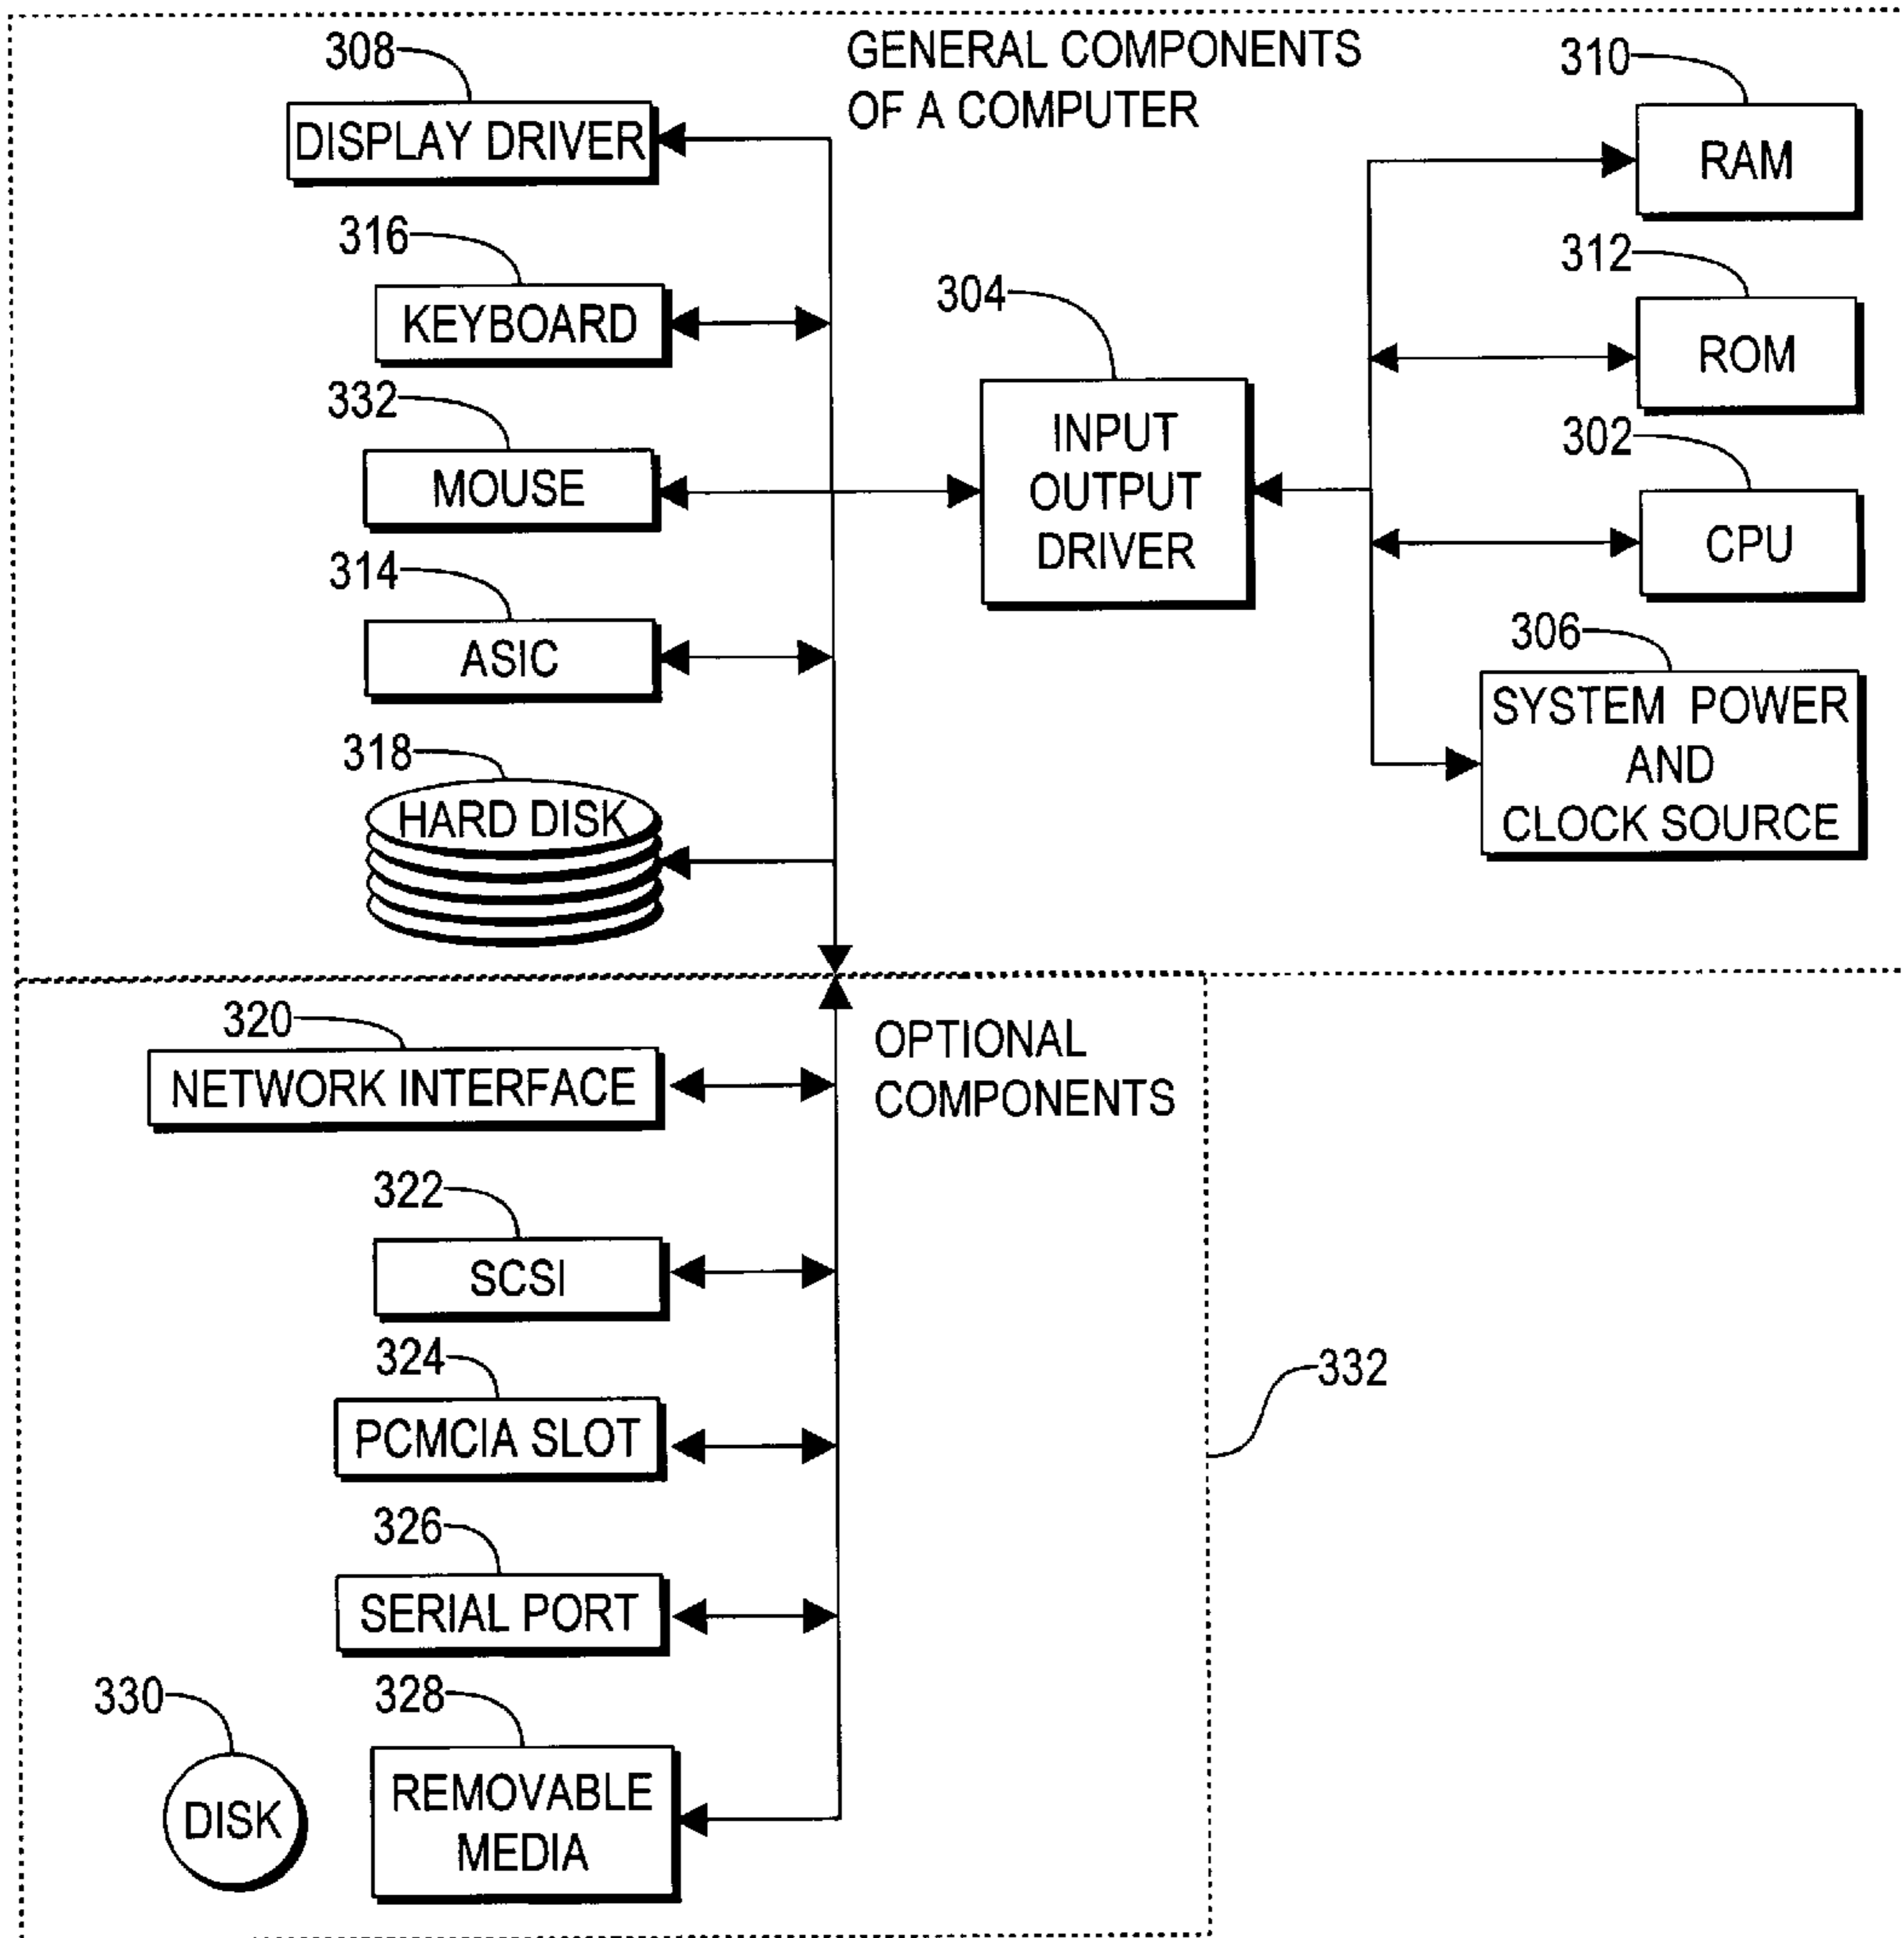 GENERAL COMPONENTS
OF A COMPUTER
308
DISPLAY DRIVER
316
KEYBOARD
332
MOUSE
314
ASIC
318
HARD DISK
304
INPUT
OUTPUT
DRIVER
310
RAM
312
ROM
302
CPU
306
SYSTEM POWER
AND
CLOCK SOURCE
OPTIONAL
COMPONENTS
320
NETWORK INTERFACE
322
SCSI
324
PCMCIA SLOT
326
SERIAL PORT
328
REMOVABLE
MEDIA
330
DISK
332